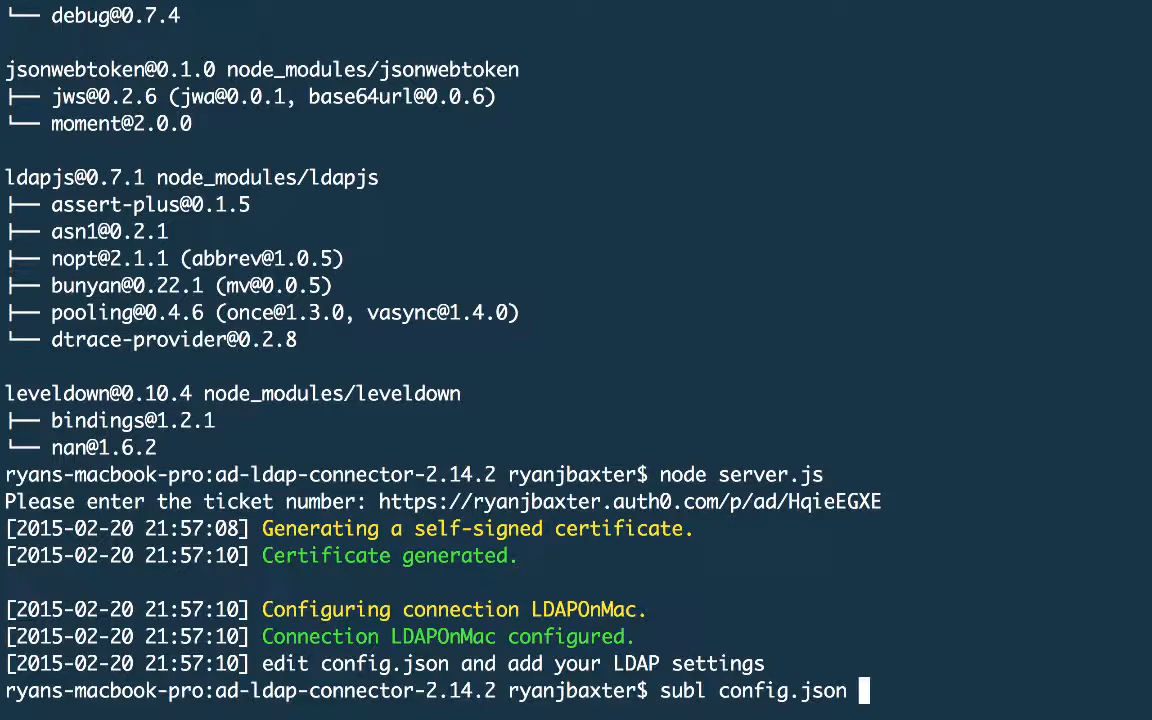 └── debug@0.7.4
jsonwebtoken@0.1.0 node_modules/jsonwebtoken
├── jws@0.2.6 (jwa@0.0.1, base64url@0.0.6)
└── moment@2.0.0
ldapjs@0.7.1 node_modules/ldapjs
├── assert-plus@0.1.5
├── asn1@0.2.1
├── nopt@2.1.1 (abbrev@1.0.5)
├── bunyan@0.22.1 (mv@0.0.5)
├── pooling@0.4.6 (once@1.3.0, vasync@1.4.0)
└── dtrace-provider@0.2.8
leveldown@0.10.4 node_modules/leveldown
├── bindings@1.2.1
└── nan@1.6.2
ryans-macbook-pro:ad-ldap-connector-2.14.2 ryanjbaxter$ node server.js
Please enter the ticket number: https://ryanjbaxter.auth0.com/p/ad/HqieEGXE
[2015-02-20 21:57:08] Generating a self-signed certificate.
[2015-02-20 21:57:10] Certificate generated.
[2015-02-20 21:57:10] Configuring connection LDAPOnMac.
[2015-02-20 21:57:10] Connection LDAPOnMac configured.
[2015-02-20 21:57:10] edit config.json and add your LDAP settings
ryans-macbook-pro:ad-ldap-connector-2.14.2 ryanjbaxter$ subl config.json